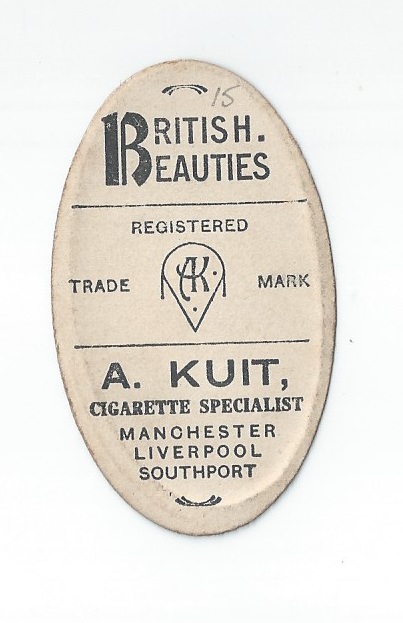 15
BRITISH.
BEAUTIES
REGISTERED
TRADE AK MARK
A. KUIT,
CIGARETTE SPECIALIST
MANCHESTER
LIVERPOOL
SOUTHPORT